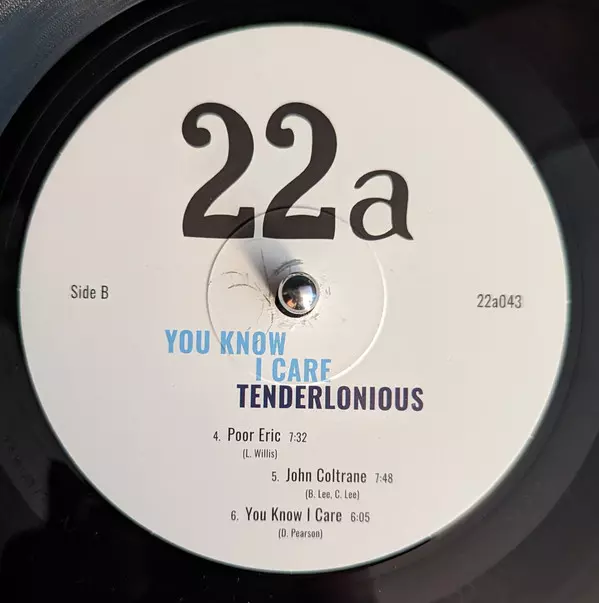 22a
Side B
22a043
YOU KNOW
I CARE
TENDERLONIOUS
4. Poor Eric 7:32
(L. Willis)
5. John Coltrane 7:48
(B. Lee, C. Lee)
6. You Know I Care 6:05
(D. Pearson)